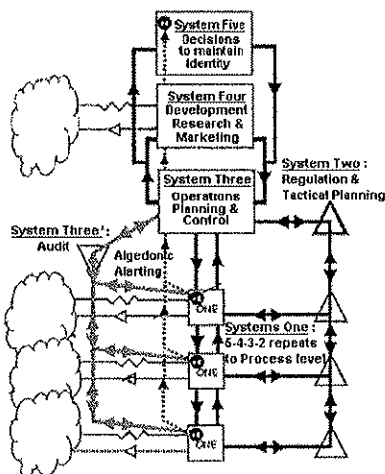 System Five
Decisions
to maintain
Identity
System Four
Development
Research &
Marketing
System Two :
Regulation &
Tactical Planning
System Three
Operations
Planning &
Control
System Three* :
Audit
Algedonic
Alerting
ONE
Systems One :
5-4-3-2 repeate
to Process level
ONE
ONE